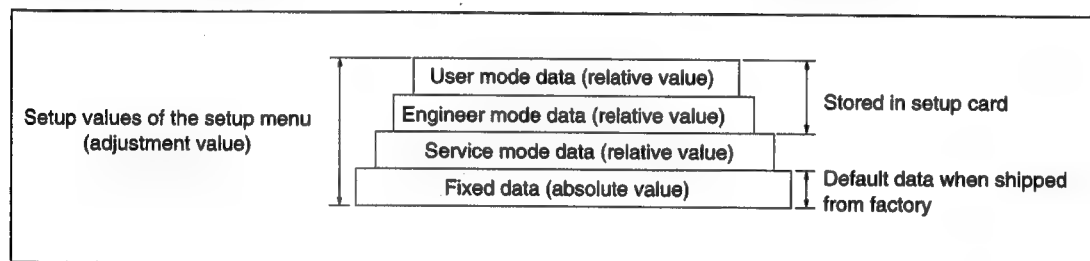 Setup values of the setup menu
(adjustment value)
User mode data (relative value)
Engineer mode data (relative value)
Service mode data (relative value)
Fixed data (absolute value)
Stored in setup card
Default data when shipped
from factory